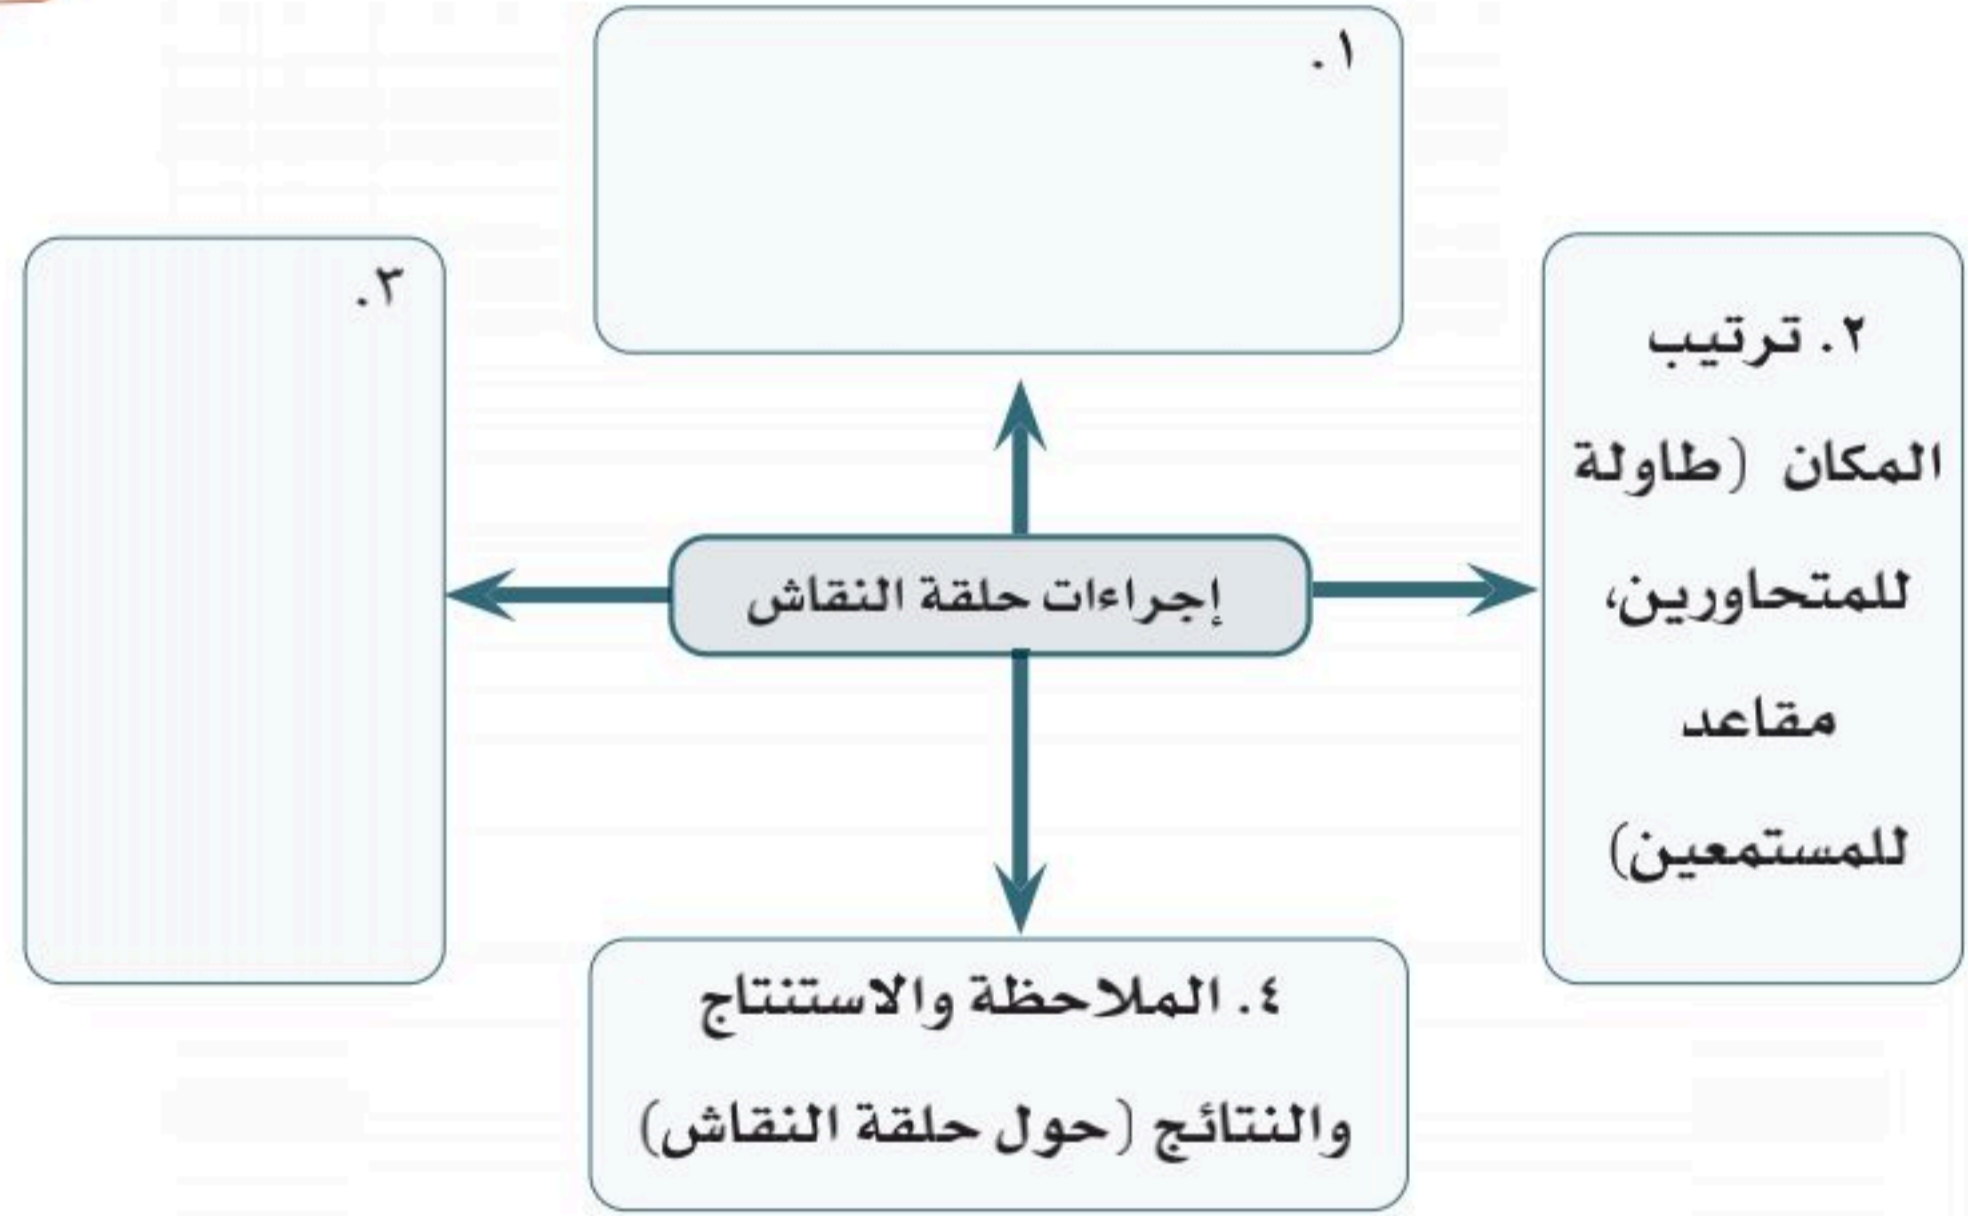 ١.
٢. ترتيب
المكان (طاولة
للمتحاورين،
مقاعد
للمستمعين)
٣.
إجراءات حلقة النقاش
٤. الملاحظة والاستنتاج
والنتائج (حول حلقة النقاش)